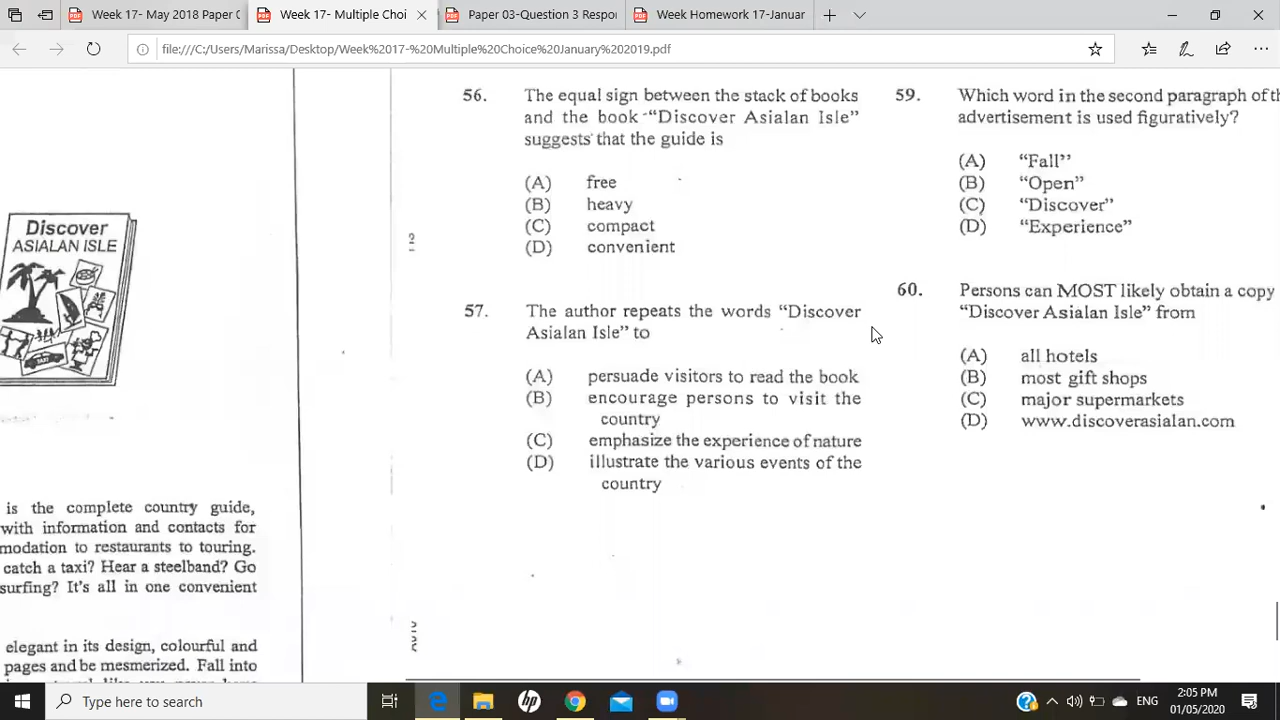 Week 17- May 2018 Paper (
Week 17- Multiple Choi
Paper 03-Question 3 Respor
Week Homework 17-Januar
file:///C:/Users/Marissa/Desktop/Week%2017-%20Multiple%20Choice%20January%202019.pdf
Discover
ASIALAN ISLE
TAXI
is the complete country guide,
with information and contacts for
modation to restaurants to touring.
catch a taxi? Hear a steelband? Go
surfing? It's all in one convenient
elegant in its design, colourful and
pages and be mesmerized. Fall into
56. The equal sign between the stack of books
and the book "Discover Asialan Isle"
suggests that the guide is
(A) free
(B) heavy
(C) compact
(D) convenient
57. The author repeats the words "Discover
Asialan Isle" to
(A) persuade visitors to read the book
(B) encourage persons to visit the
country
(C) emphasize the experience of nature
(D) illustrate the various events of the
country
59. Which word in the second paragraph of th
advertisement is used figuratively?
(A) "Fall"
(B) "Open"
(C) "Discover"
(D) "Experience"
60. Persons can MOST likely obtain a copy
"Discover Asialan Isle" from
(A) all hotels
(B) most gift shops
(C) major supermarkets
(D) www.discoverasialan.com
Type here to search
hp
ENG
2:05 PM
01/05/2020